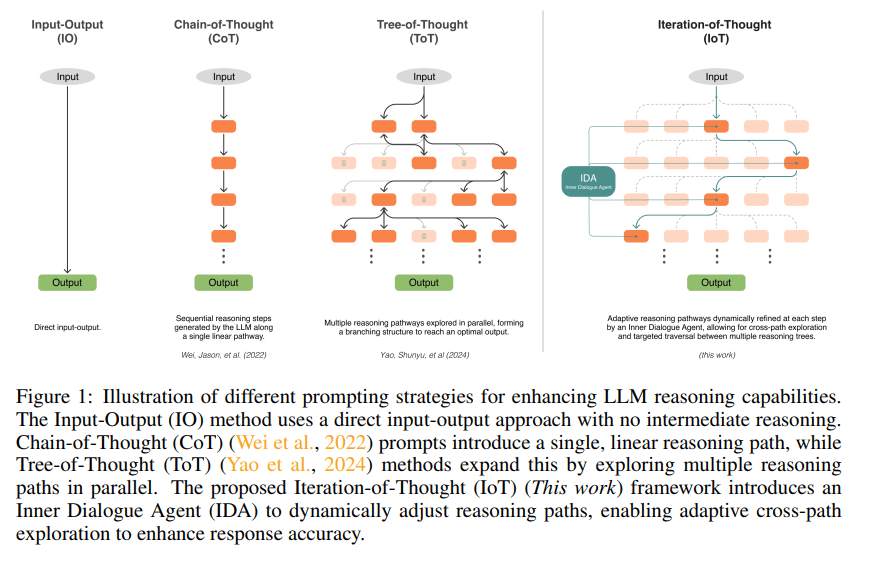 Input-Output
(IO)
Chain-of-Thought
(CoT)
Tree-of-Thought
(ToT)
Iteration-of-Thought
(IoT)
Input
Input
Input
Input
IDA
Inner Dialogue Agent
Output
Output
Output
Output
Direct input-output.
Sequential reasoning steps
generated by the LLM along
a single linear pathway.
Multiple reasoning pathways explored in parallel, forming
a branching structure to reach an optimal output.
Adaptive reasoning pathways dynamically refined at each step
by an Inner Dialogue Agent, allowing for cross-path exploration
and targeted traversal between multiple reasoning trees.
Wei, Jason, et al. (2022)
Yao, Shunyu, et al (2024)
(this work)
Figure 1: Illustration of different prompting strategies for enhancing LLM reasoning capabilities.
The Input-Output (IO) method uses a direct input-output approach with no intermediate reasoning.
Chain-of-Thought (CoT) (Wei et al., 2022) prompts introduce a single, linear reasoning path, while
Tree-of-Thought (ToT) (Yao et al., 2024) methods expand this by exploring multiple reasoning
paths in parallel. The proposed Iteration-of-Thought (IoT) (This work) framework introduces an
Inner Dialogue Agent (IDA) to dynamically adjust reasoning paths, enabling adaptive cross-path
exploration to enhance response accuracy.